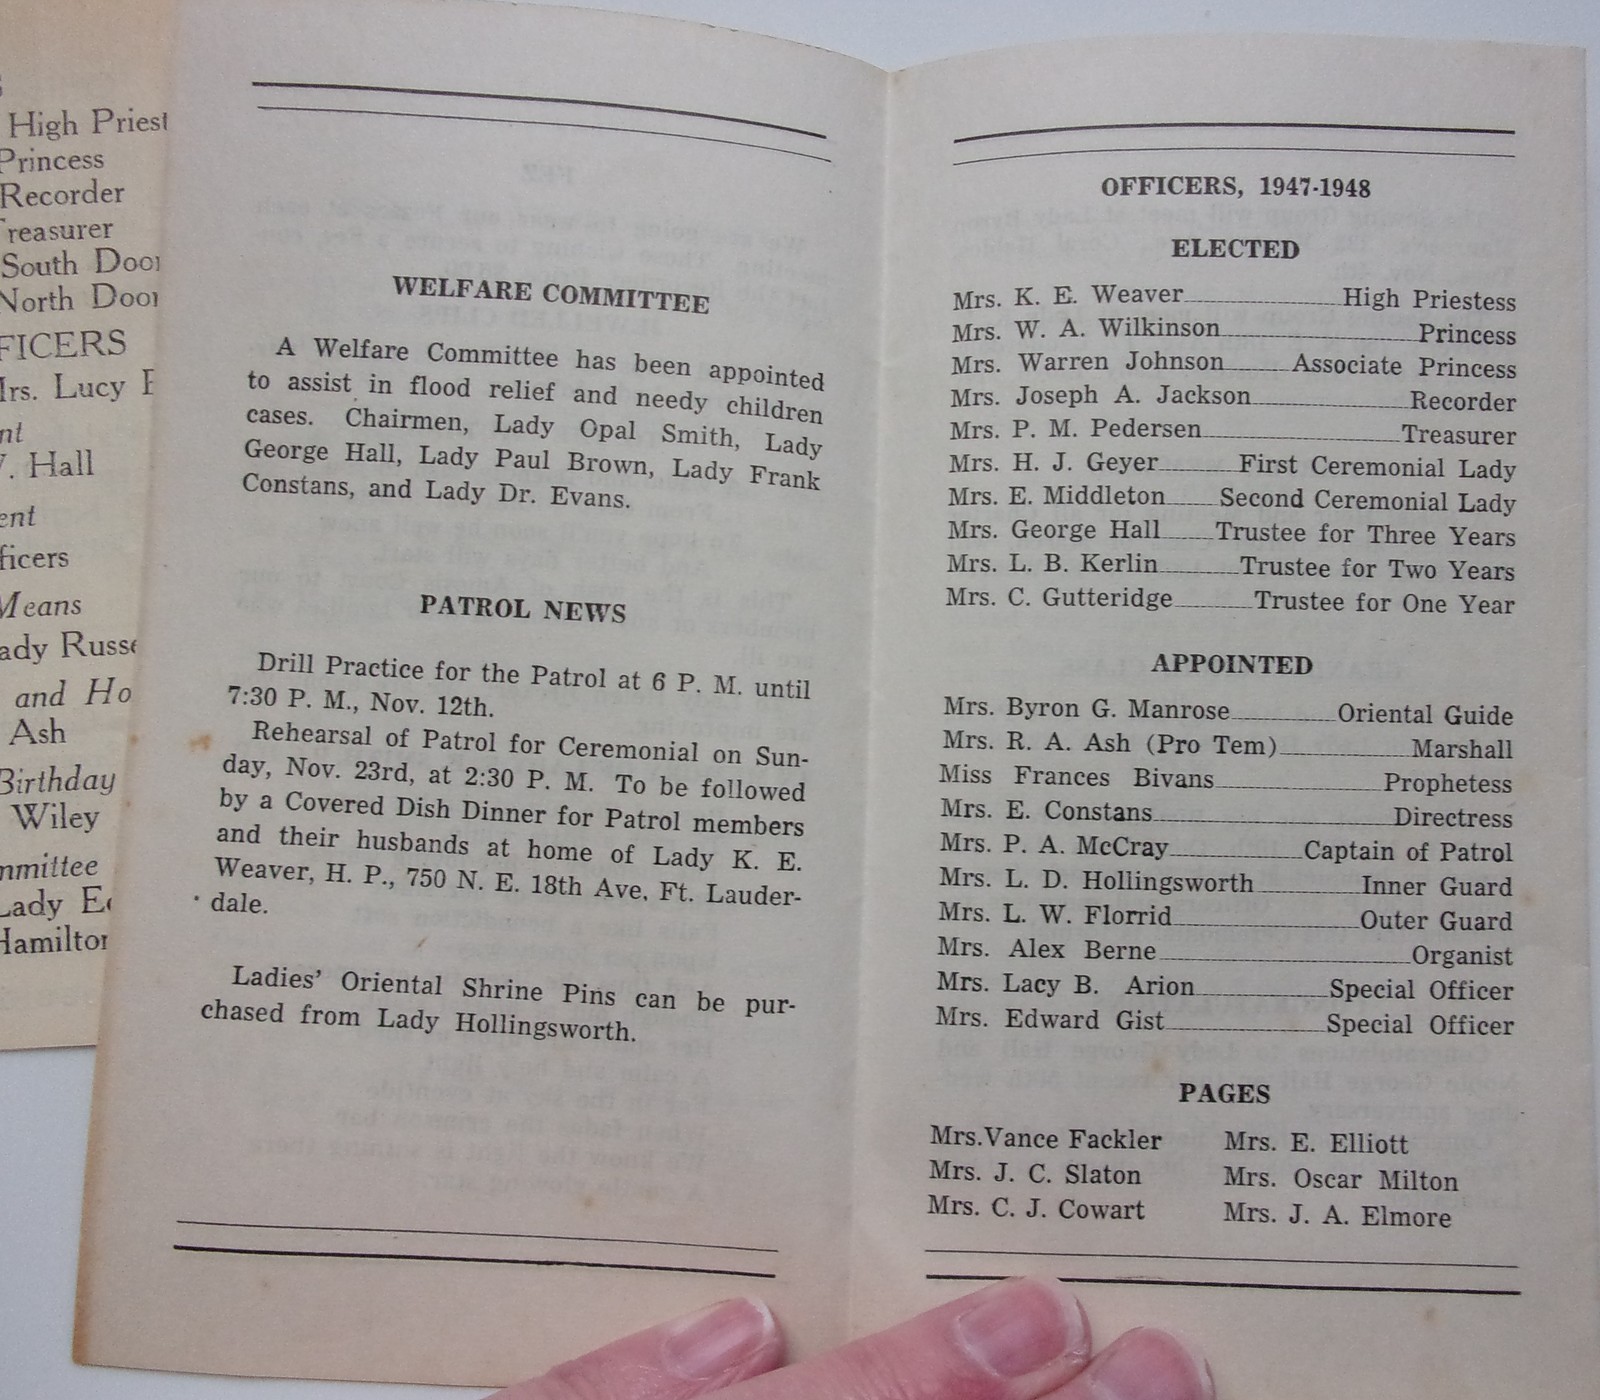 High Priest
Princess
Recorder
Treasurer
South Door
North Door
FICERS
Mrs. Lucy
nt
Hall
ent
ficers
Means
ady Russe
and Ho
Ash
Birthday
Wiley
mmittee
Lady
Hamilton
WELFARE COMMITTEE
A Welfare Committee has been appointed
to assist in flood relief and needy children
cases. Chairmen, Lady Opal Smith, Lady
George Hall, Lady Paul Brown, Lady Frank
Constans, and Lady Dr. Evans.
PATROL NEWS
Drill Practice for the Patrol at 6 P. M. until
7:30 P. M., Nov. 12th.
Rehearsal of Patrol for Ceremonial on Sun-
day, Nov. 23rd, at 2:30 P. M. To be followed
by a Covered Dish Dinner for Patrol members
and their husbands at home of Lady K. E.
Weaver, H. P., 750 N. E. 18th Ave, Ft. Lauder-
dale.
Ladies' Oriental Shrine Pins can be pur-
chased from Lady Hollingsworth.
OFFICERS, 1947-1948
ELECTED
Mrs. K. E. Weaver High Priestess
Mrs. W. A. Wilkinson Princess
Mrs. Warren Johnson Associate Princess
Mrs. Joseph A. Jackson Recorder
Mrs. P. M. Pedersen Treasurer
Mrs. H. J. Geyer First Ceremonial Lady
Mrs. E. Middleton Second Ceremonial Lady
Mrs. George Hall Trustee for Three Years
Mrs. L. B. Kerlin Trustee for Two Years
Mrs. C. Gutteridge Trustee for One Year
APPOINTED
Mrs. Byron G. Manrose Oriental Guide
Mrs. R. A. Ash (Pro Tem) Marshall
Miss Frances Bivans Prophetess
Mrs. E. Constans Directress
Mrs. P. A. McCray Captain of Patrol
Mrs. L. D. Hollingsworth Inner Guard
Mrs. L. W. Florrid Outer Guard
Mrs. Alex Berne Organist
Mrs. Lacy B. Arion Special Officer
Mrs. Edward Gist Special Officer
PAGES
Mrs.Vance Fackler Mrs. E. Elliott
Mrs. J. C. Slaton Mrs. Oscar Milton
Mrs. C. J. Cowart Mrs. J. A. Elmore